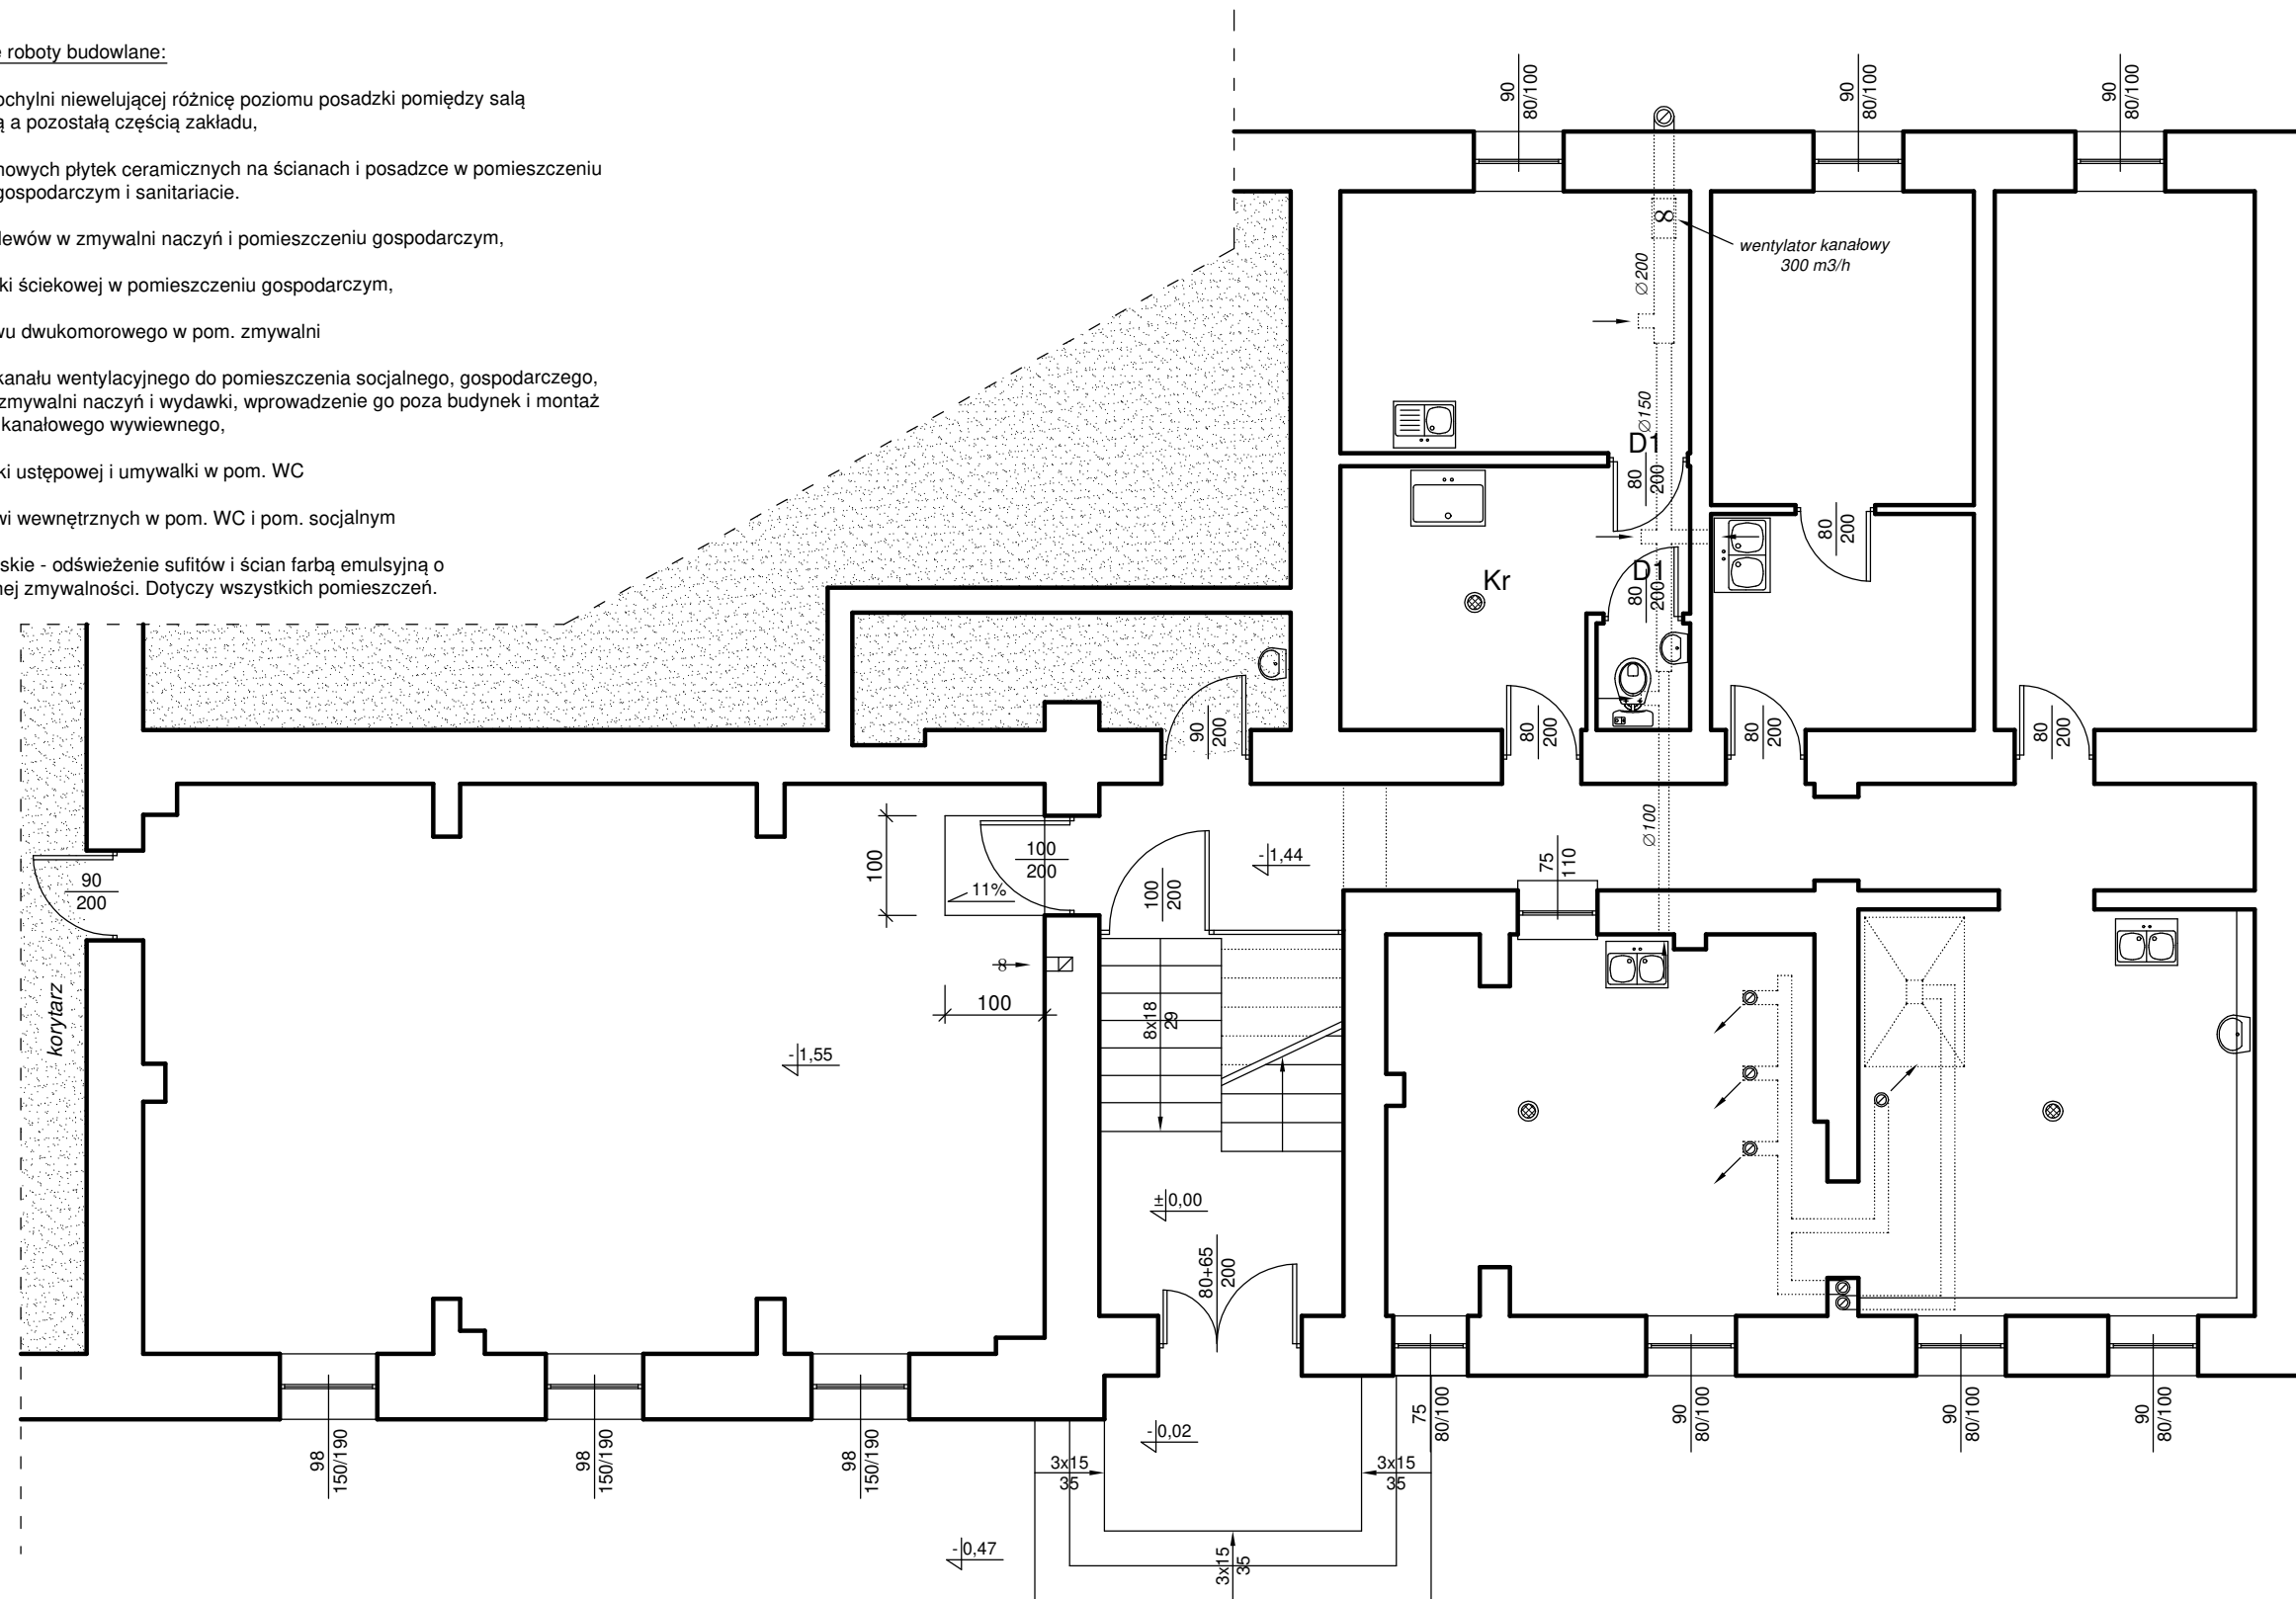 e roboty budowlane:
ochylni niewelującej różnicę poziomu posadzki pomiędzy salą
ą a pozostałą częścią zakładu,
nowych płytek ceramicznych na ścianach i posadzce w pomieszczeniu
gospodarczym i sanitariacie.
lewów w zmywalni naczyń i pomieszczeniu gospodarczym,
ki ściekowej w pomieszczeniu gospodarczym,
wu dwukomorowego w pom. zmywalni
kanału wentylacyjnego do pomieszczenia socjalnego, gospodarczego,
zmywalni naczyń i wydawki, wprowadzenie go poza budynek i montaż
kanałowego wywiewnego,
ki ustępowej i umywalki w pom. WC
wi wewnętrznych w pom. WC i pom. socjalnym
skie - odświeżenie sufitów i ścian farbą emulsyjną o
nej zmywalności. Dotyczy wszystkich pomieszczeń.
90
80/100
90
80/100
90
80/100
wentylator kanałowy
300 m3/h
∅200
∅150
D1
80
200
80
200
Kr
D1
80
200
90
200
80
200
80
200
80
200
100
100
200
11%
-1,44
100
200
75
110
∅100
90
200
korytarz
100
8x18
29
-1,55
±0,00
80+65
200
98
150/190
98
150/190
98
150/190
-0,02
75
80/100
90
80/100
90
80/100
90
80/100
3x15
35
3x15
35
3x15
35
-0,47